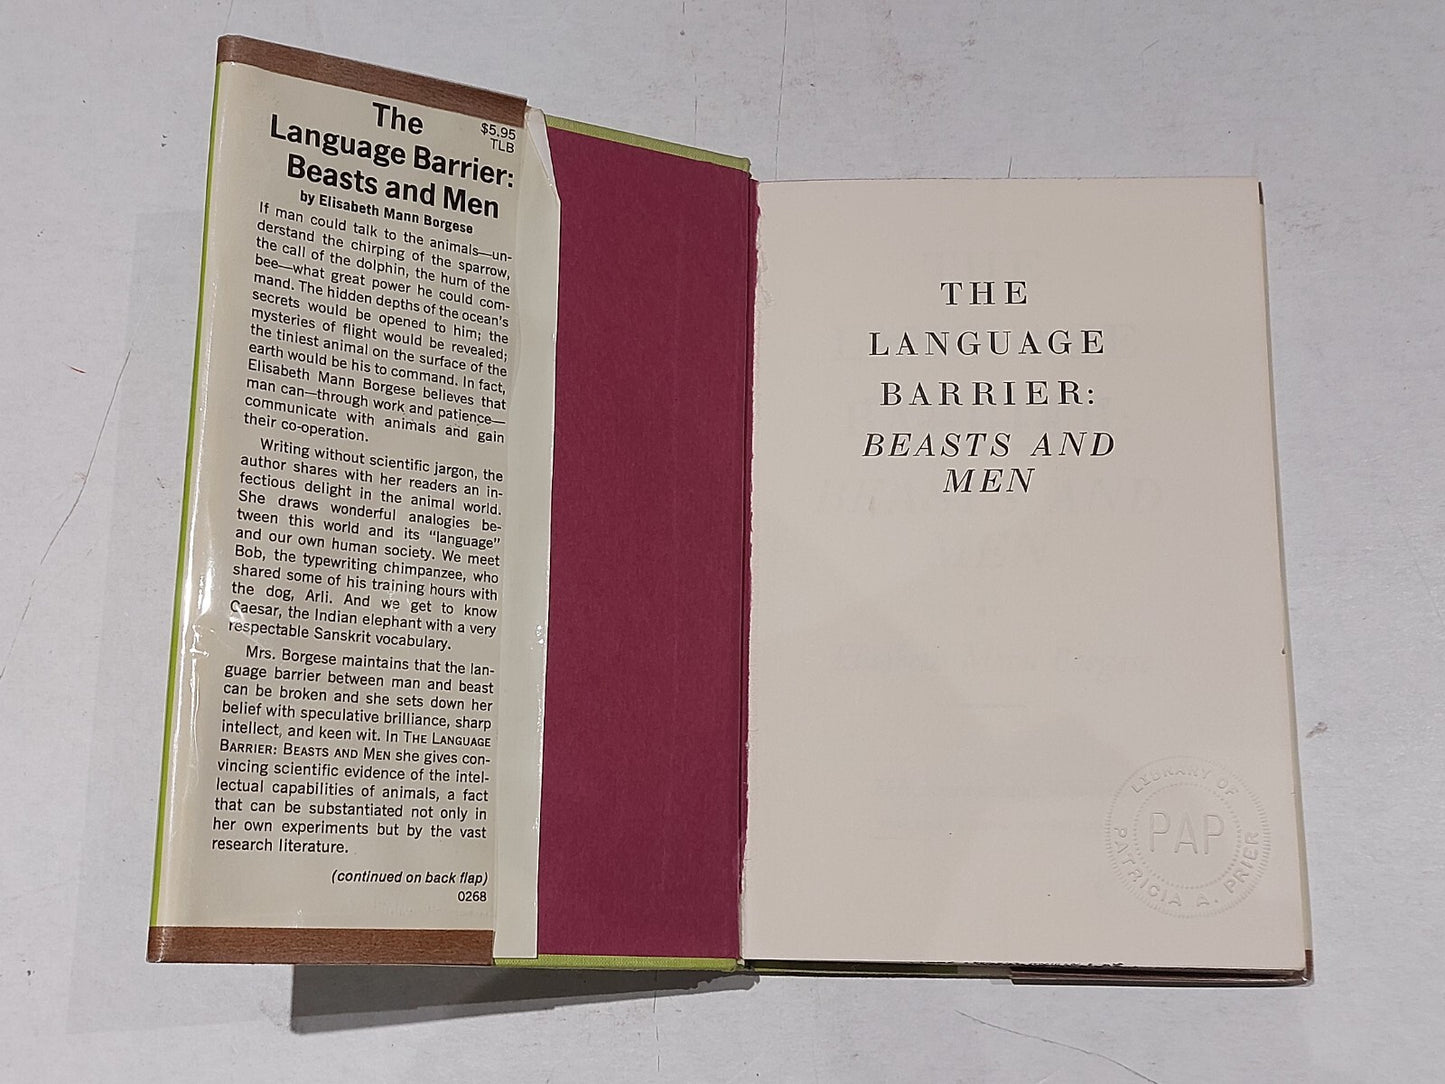 The
Language Barrier:
Beasts and Men
$5.95
TLB
by Elisabeth Mann Borgese
If man could talk to the animals—un-
derstand the chirping of the sparrow,
the call of the dolphin, the hum of the
bee—what great power he could com-
mand. The hidden depths of the ocean's
secrets would be opened to him; the
mysteries of flight would be revealed;
the tiniest animal on the surface of the
earth would be his to command. In fact,
Elisabeth Mann Borgese believes that
man can—through work and patience—
communicate with animals and gain
their co-operation.
Writing without scientific jargon, the
author shares with her readers an in-
fectious delight in the animal world.
She draws wonderful analogies be-
tween this world and its "language"
and our own human society. We meet
Bob, the typewriting chimpanzee, who
shared some of his training hours with
the dog, Arli. And we get to know
Caesar, the Indian elephant with a very
respectable Sanskrit vocabulary.
Mrs. Borgese maintains that the lan-
guage barrier between man and beast
can be broken and she sets down her
belief with speculative brilliance, sharp
intellect, and keen wit. In THE LANGUAGE
BARRIER: BEASTS AND MEN she gives con-
vincing scientific evidence of the intel-
lectual capabilities of animals, a fact
that can be substantiated not only in
her own experiments but by the vast
research literature.
(continued on back flap)
0268
THE
LANGUAGE
BARRIER:
BEASTS AND
MEN
LIBRARY OF
PAP
PATRICIA A. PRIER